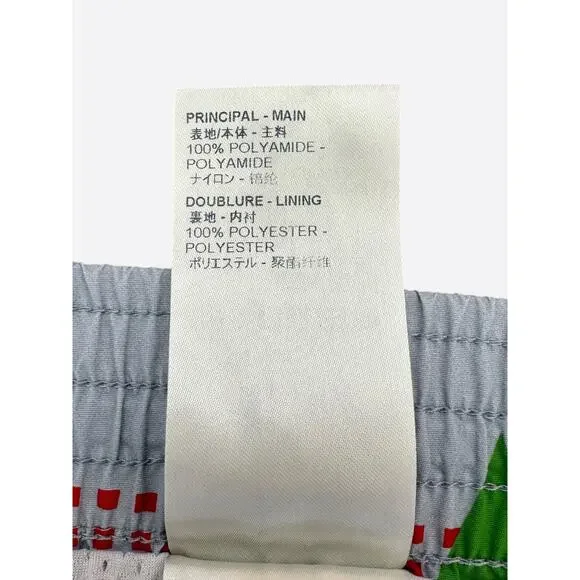 PRINCIPAL - MAIN
表地/本体 - 主料
100% POLYAMIDE -
POLYAMIDE
ナイロン - 锦纶
DOUBLURE - LINING
裏地 - 内衬
100% POLYESTER -
POLYESTER
ポリエステル - 聚酯纤维